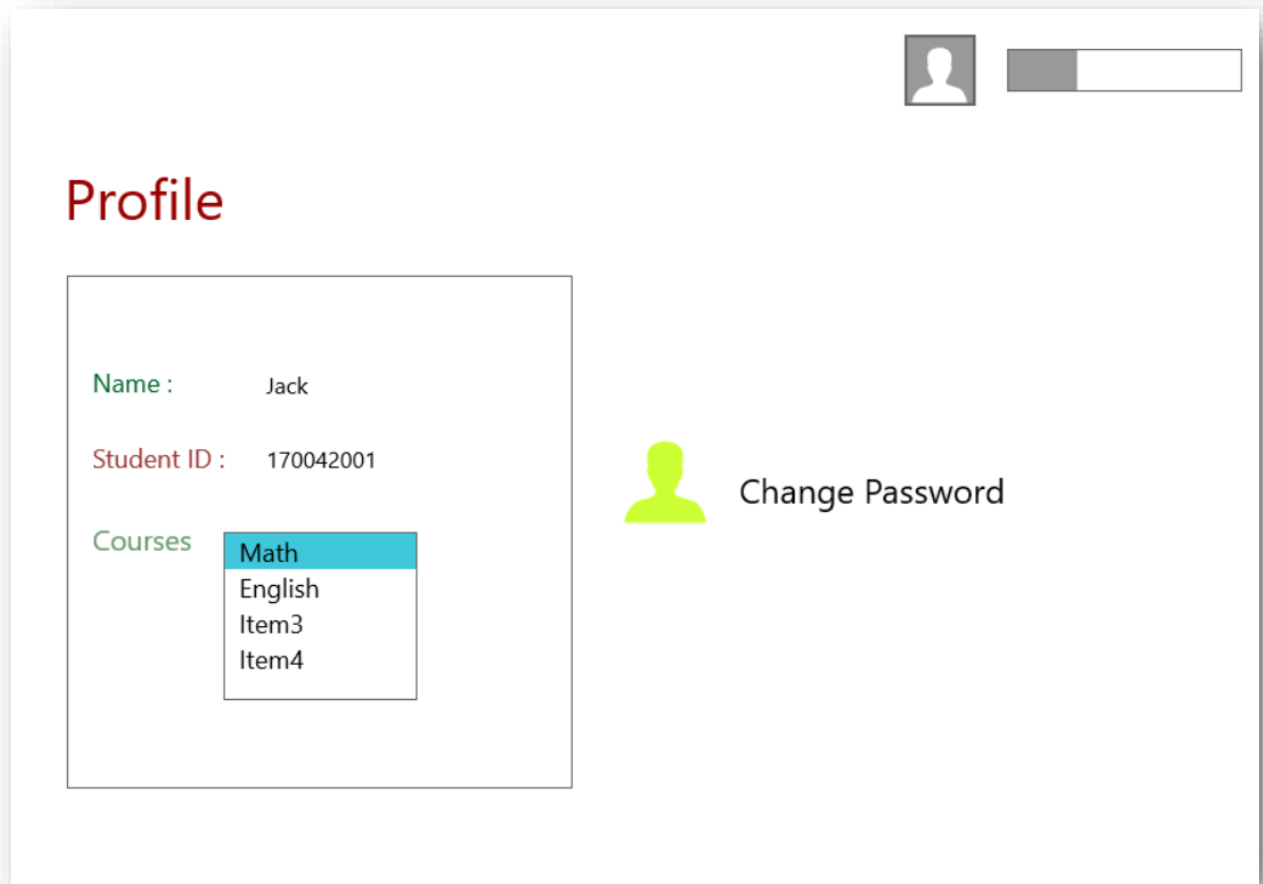 Profile
Name : Jack
Student ID : 170042001
Courses
Math
English
Item3
Item4
Change Password